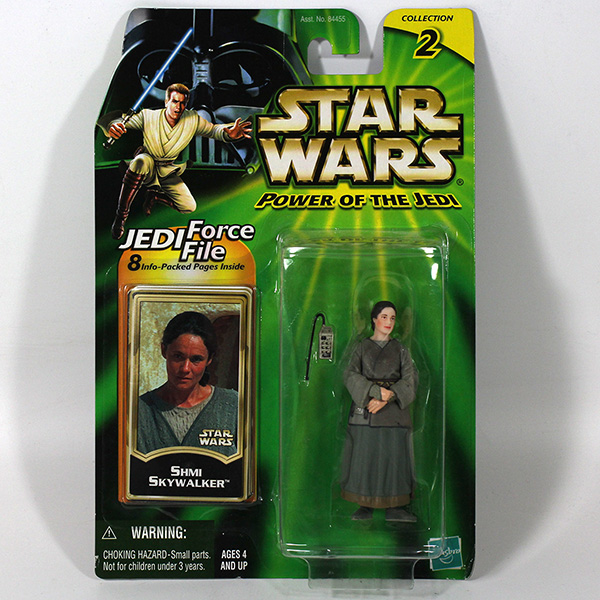 Asst. No. 84455
COLLECTION
2
STAR
WARS®
POWER OF THE JEDI
JEDI Force
File
8 Info-Packed Pages Inside
STAR
WARS
SHMI
SKYWALKER™
WARNING:
CHOKING HAZARD-Small parts.
Not for children under 3 years.
AGES 4
AND UP
Hasbro